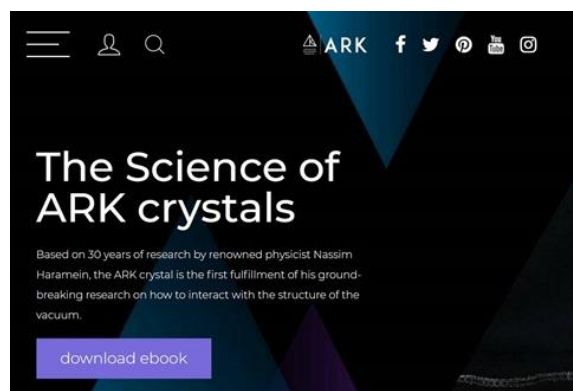 ARK
You
Tube
The Science of
ARK crystals
Based on 30 years of research by renowned physicist Nassim
Haramein, the ARK crystal is the first fulfillment of his ground-
breaking research on how to interact with the structure of the
vacuum.
download ebook